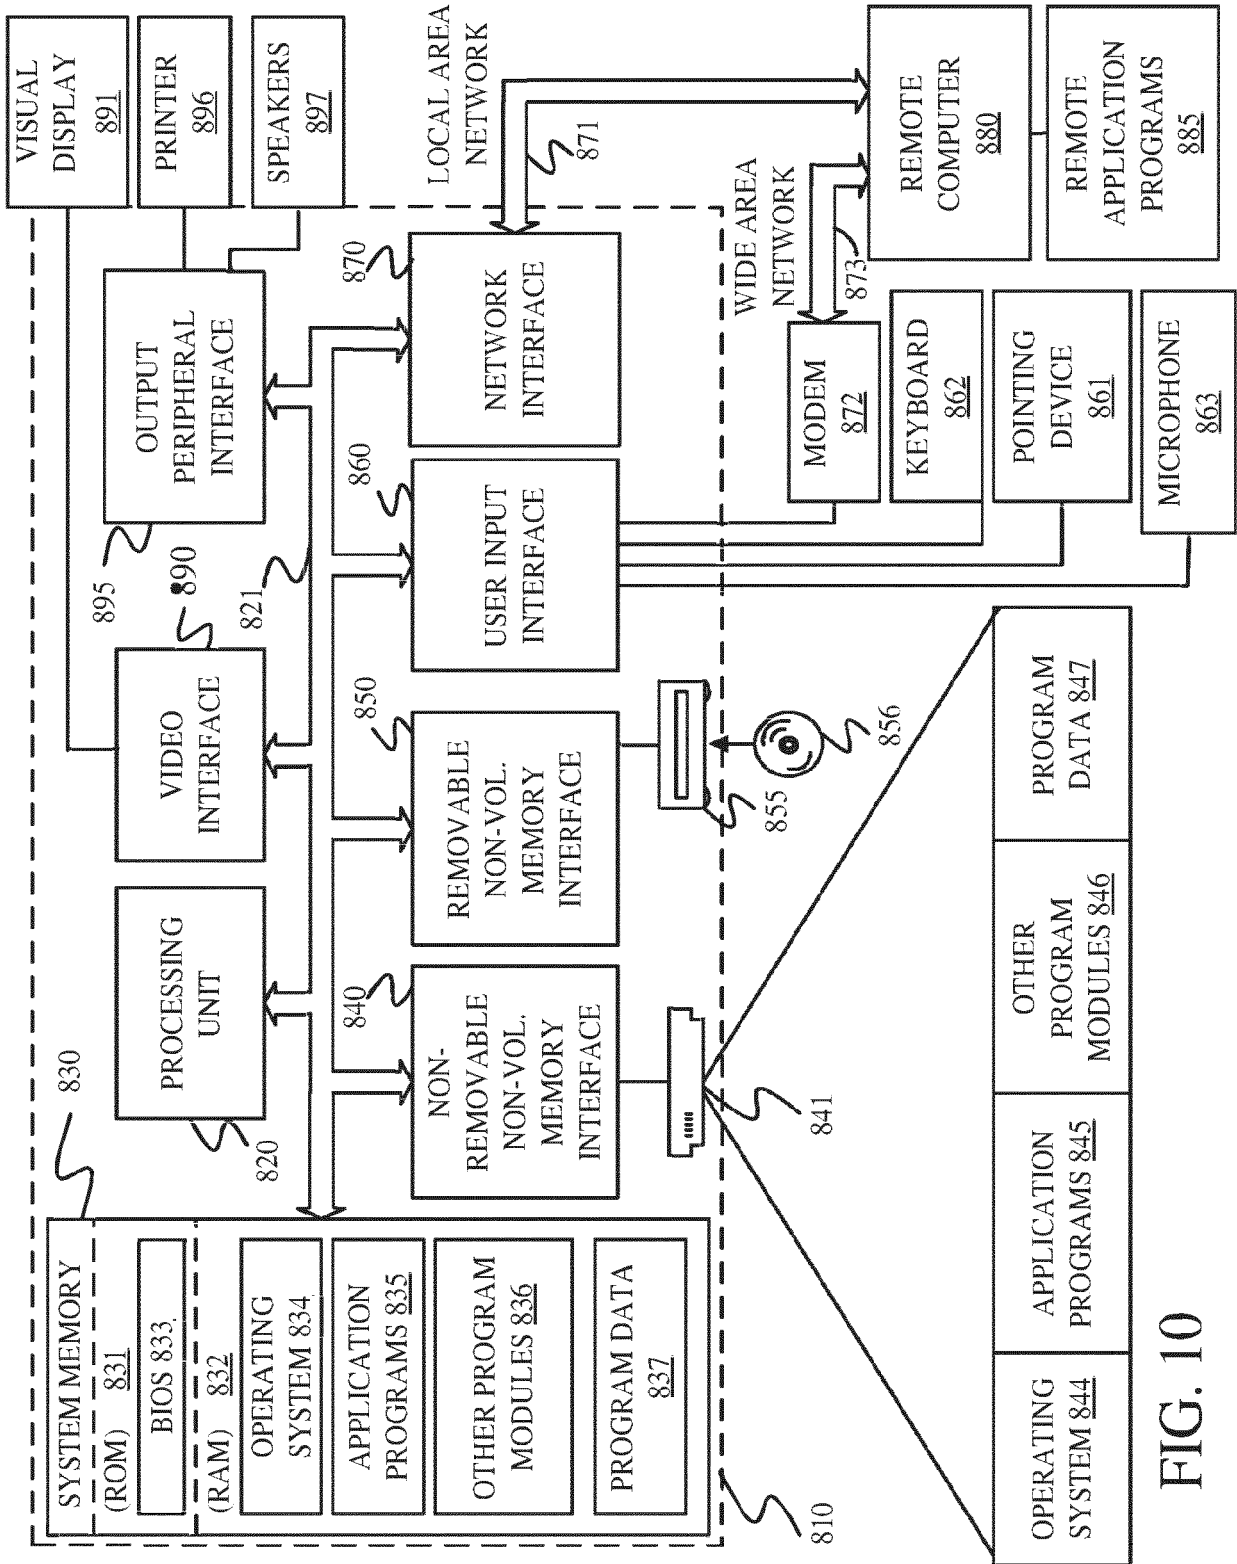 SYSTEM MEMORY
(ROM) 831
BIOS 833
(RAM) 832
OPERATING
SYSTEM 834
APPLICATION
PROGRAMS 835
OTHER PROGRAM
MODULES 836
PROGRAM DATA
837
810
830
PROCESSING
UNIT
820
VIDEO
INTERFACE
890
OUTPUT
PERIPHERAL
INTERFACE
895
821
VISUAL
DISPLAY
891
PRINTER
896
SPEAKERS
897
NON-
REMOVABLE
NON-VOL.
MEMORY
INTERFACE
840
REMOVABLE
NON-VOL.
MEMORY
INTERFACE
850
USER INPUT
INTERFACE
860
NETWORK
INTERFACE
870
LOCAL AREA
NETWORK
871
WIDE AREA
NETWORK
873
841
855
856
MODEM
872
KEYBOARD
862
POINTING
DEVICE
861
MICROPHONE
863
REMOTE
COMPUTER
880
REMOTE
APPLICATION
PROGRAMS
885
OPERATING
SYSTEM 844
APPLICATION
PROGRAMS 845
OTHER
PROGRAM
MODULES 846
PROGRAM
DATA 847
FIG. 10